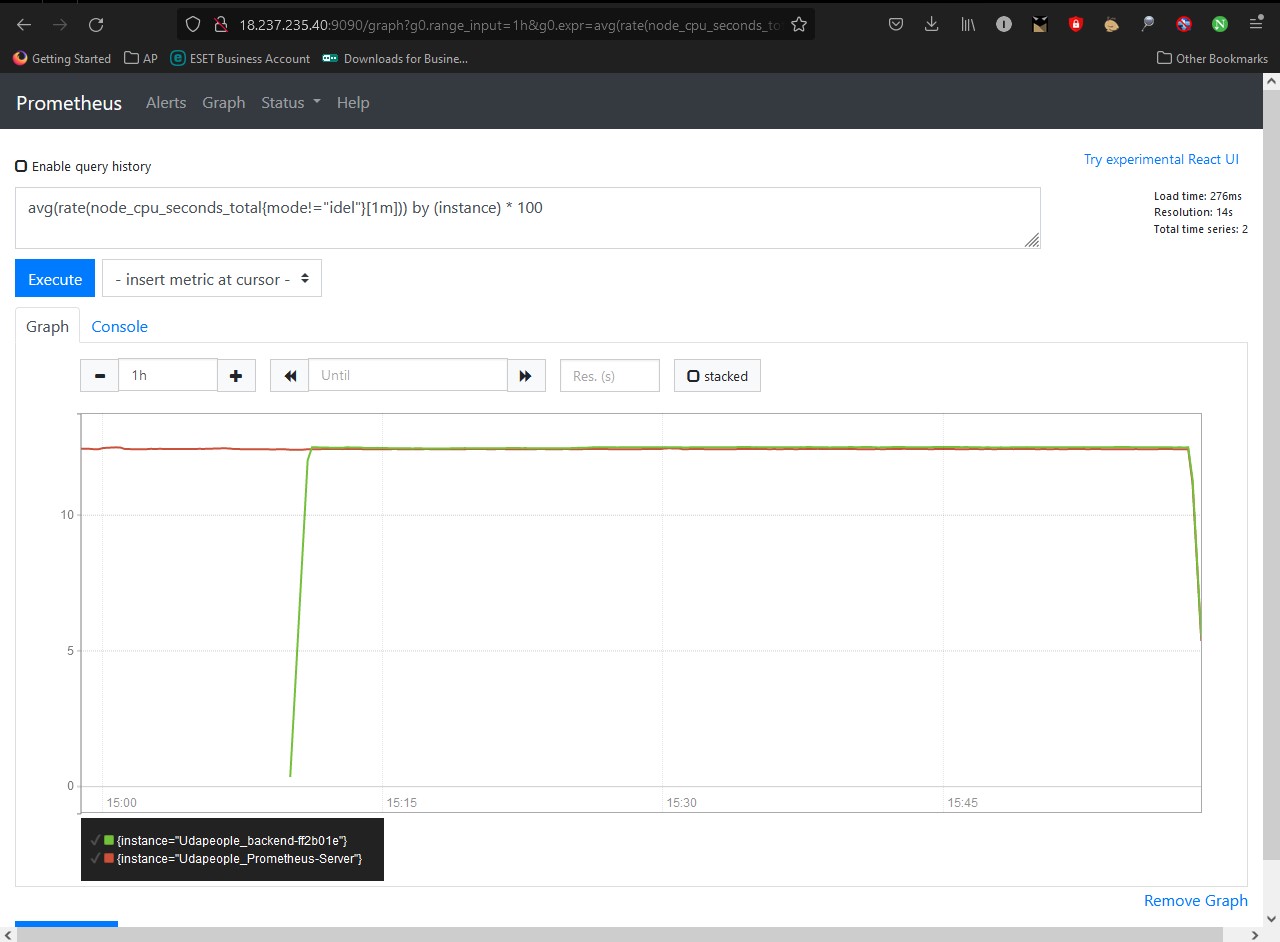 18.237.235.40:9090/graph?g0.range_input=1h&g0.expr=avg(rate(node_cpu_seconds_to
Getting Started
AP
ESET Business Account
Downloads for Busine...
Other Bookmarks
Prometheus Alerts Graph Status Help
Enable query history
Try experimental React UI
avg(rate(node_cpu_seconds_total{mode!="idel"}[1m])) by (instance) * 100
Load time: 276ms
Resolution: 14s
Total time series: 2
Execute
- insert metric at cursor -
Graph Console
1h
Until
Res. (s)
stacked
10
5
0
15:00 15:15 15:30 15:45
{instance="Udapeople_backend-ff2b01e"}
{instance="Udapeople_Prometheus-Server"}
Remove Graph